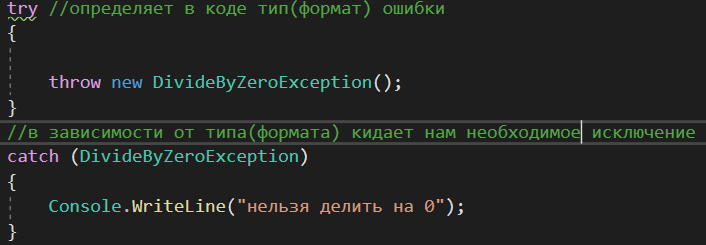 try //определяет в коде тип(формат) ошибки
{
throw new DivideByZeroException();
}
//в зависимости от типа(формата) кидает нам необходимое исключение
catch (DivideByZeroException)
{
Console.WriteLine("нельзя делить на 0");
}